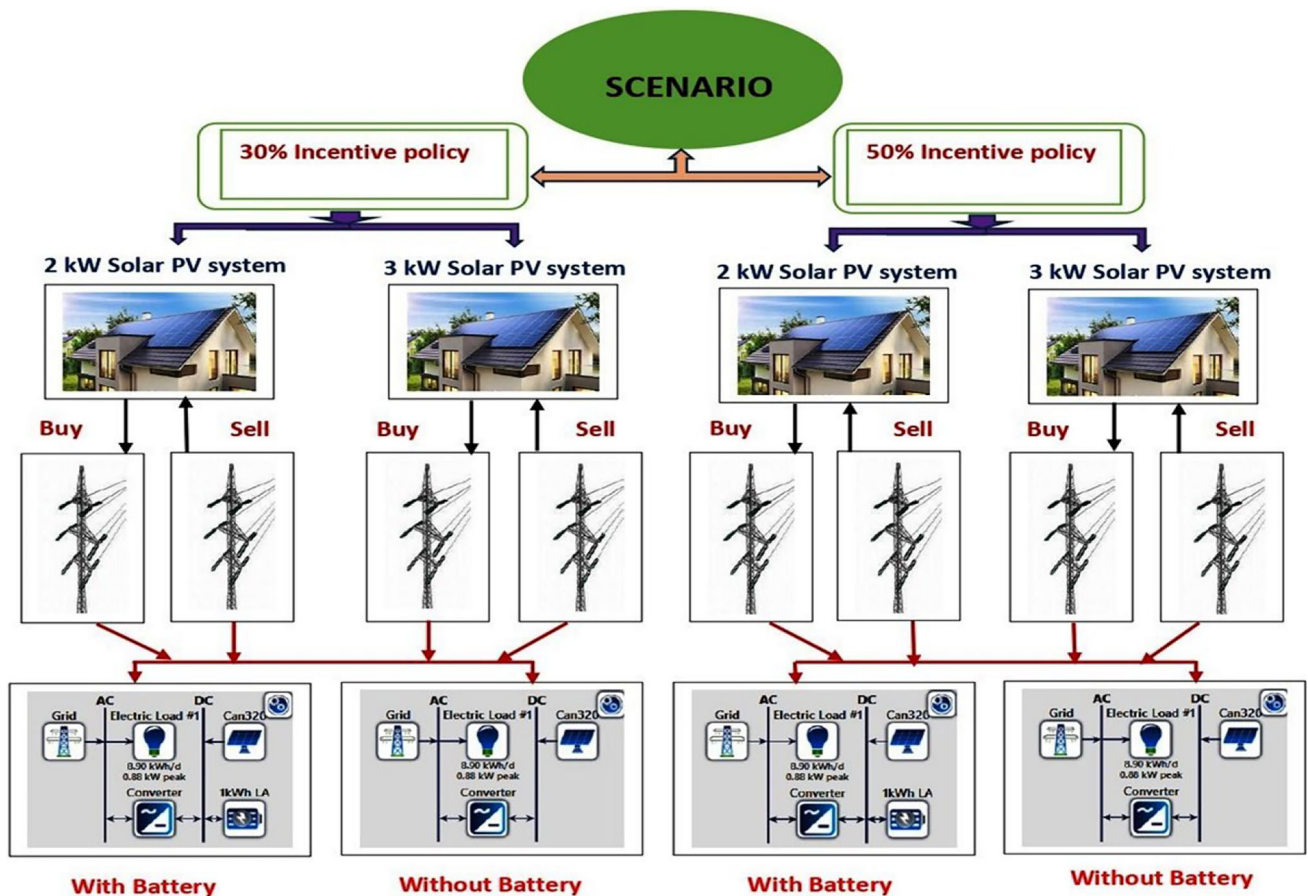 SCENARIO
30% Incentive policy
50% Incentive policy
2 kW Solar PV system
3 kW Solar PV system
2 kW Solar PV system
3 kW Solar PV system
Buy
Sell
Buy
Sell
Buy
Sell
Buy
Sell
AC
DC
Grid
Electric Load #1
Can320
8.90 kWh/d
0.88 kW peak
Converter
1kWh LA
AC
DC
Grid
Electric Load #1
Can320
8.90 kWh/d
0.88 kW peak
Converter
AC
DC
Grid
Electric Load #1
Can320
8.90 kWh/d
0.88 kW peak
Converter
1kWh LA
AC
DC
Grid
Electric Load #1
Can320
8.90 kWh/d
0.88 kW peak
Converter
With Battery
Without Battery
With Battery
Without Battery